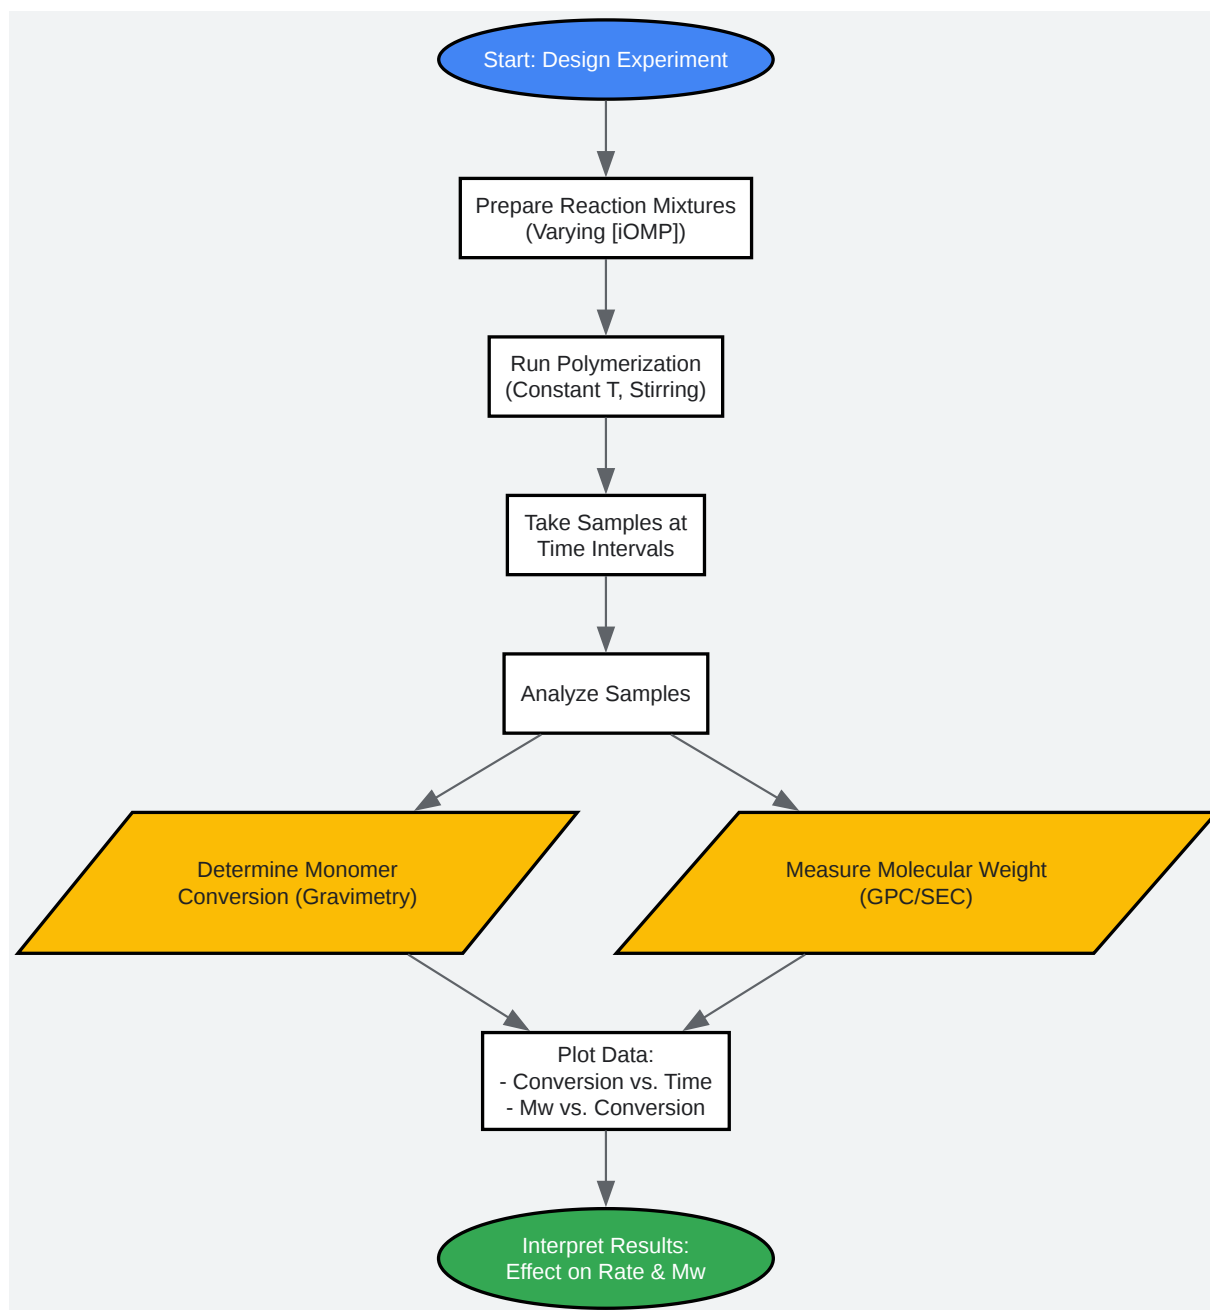 Start: Design Experiment
Prepare Reaction Mixtures
(Varying [iOMP])
Run Polymerization
(Constant T, Stirring)
Take Samples at
Time Intervals
Analyze Samples
Determine Monomer
Conversion (Gravimetry)
Measure Molecular Weight
(GPC/SEC)
Plot Data:
- Conversion vs. Time
- Mw vs. Conversion
Interpret Results:
Effect on Rate & Mw